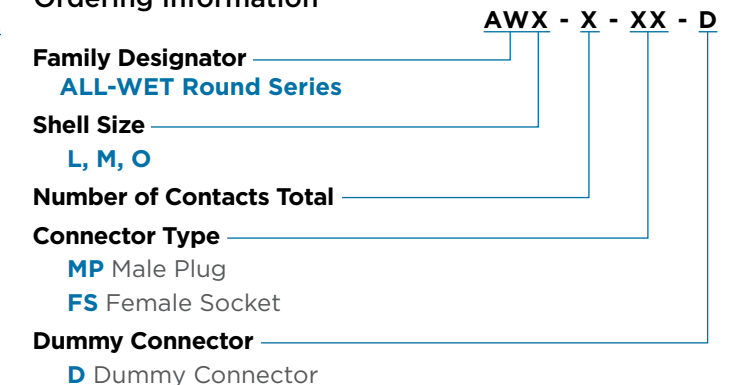 Ordering Information
AWX - X - XX - D
Family Designator
ALL-WET Round Series
Shell Size
L, M, O
Number of Contacts Total
Connector Type
MP Male Plug
FS Female Socket
Dummy Connector
D Dummy Connector